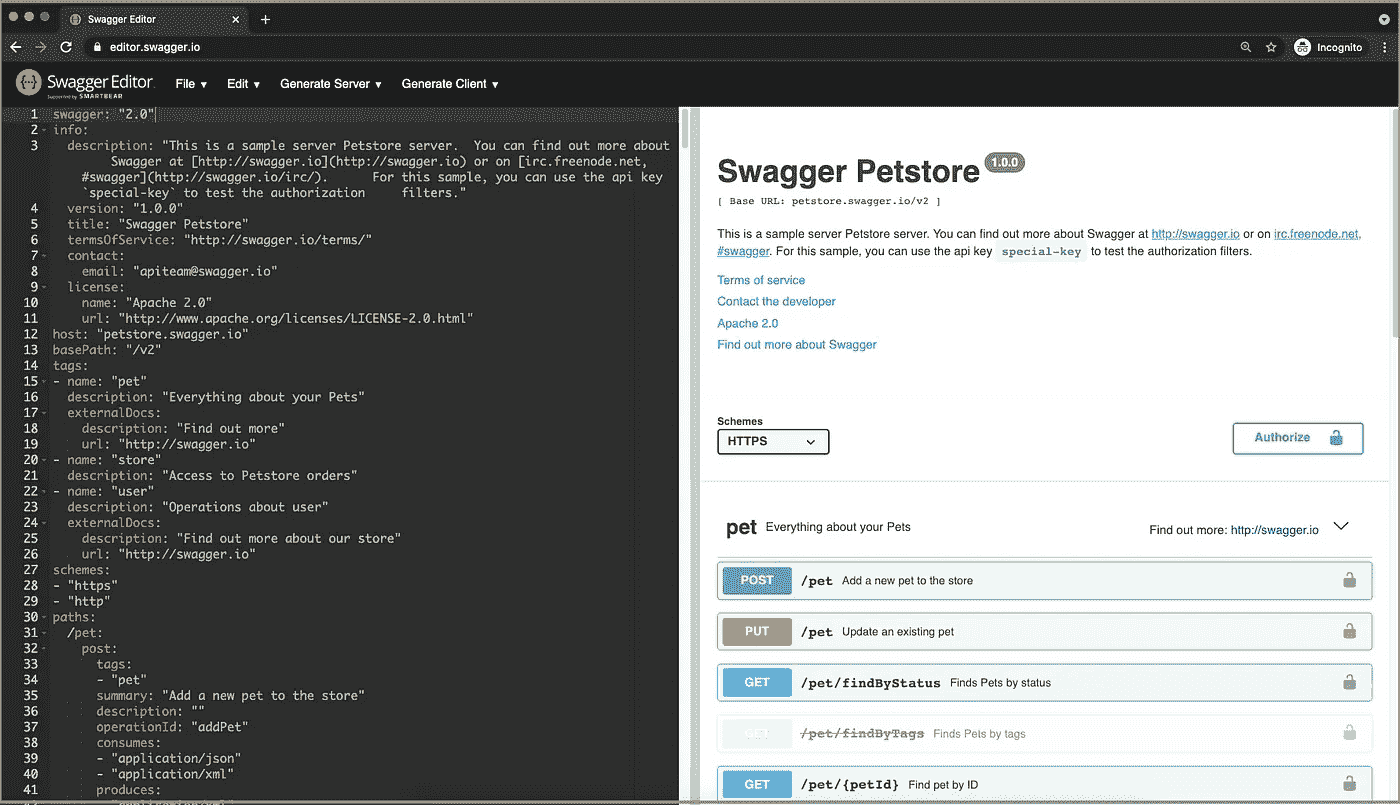 Swagger Editor
editor.swagger.io
Incognito
Swagger Editor
Supported by SMARTBEAR
File ▾ Edit ▾ Generate Server ▾ Generate Client ▾
1 swagger: "2.0"
2 info:
3 description: "This is a sample server Petstore server.  You can find out more about
Swagger at [http://swagger.io](http://swagger.io) or on [irc.freenode.net,
#swagger](http://swagger.io/irc/).      For this sample, you can use the api key
`special-key` to test the authorization     filters."
4 version: "1.0.0"
5 title: "Swagger Petstore"
6 termsOfService: "http://swagger.io/terms/"
7 contact:
8 email: "apiteam@swagger.io"
9 license:
10 name: "Apache 2.0"
11 url: "http://www.apache.org/licenses/LICENSE-2.0.html"
12 host: "petstore.swagger.io"
13 basePath: "/v2"
14 tags:
15 - name: "pet"
16 description: "Everything about your Pets"
17 externalDocs:
18 description: "Find out more"
19 url: "http://swagger.io"
20 - name: "store"
21 description: "Access to Petstore orders"
22 - name: "user"
23 description: "Operations about user"
24 externalDocs:
25 description: "Find out more about our store"
26 url: "http://swagger.io"
27 schemes:
28 - "https"
29 - "http"
30 paths:
31 /pet:
32 post:
33 tags:
34 - "pet"
35 summary: "Add a new pet to the store"
36 description: ""
37 operationId: "addPet"
38 consumes:
39 - "application/json"
40 - "application/xml"
41 produces:
Swagger Petstore 1.0.0
[ Base URL: petstore.swagger.io/v2 ]
This is a sample server Petstore server. You can find out more about Swagger at http://swagger.io or on irc.freenode.net,
#swagger. For this sample, you can use the api key special-key to test the authorization filters.
Terms of service
Contact the developer
Apache 2.0
Find out more about Swagger
Schemes
HTTPS
Authorize
pet Everything about your Pets Find out more: http://swagger.io
POST /pet Add a new pet to the store
PUT /pet Update an existing pet
GET /pet/findByStatus Finds Pets by status
GET /pet/findByTags Finds Pets by tags
GET /pet/{petId} Find pet by ID